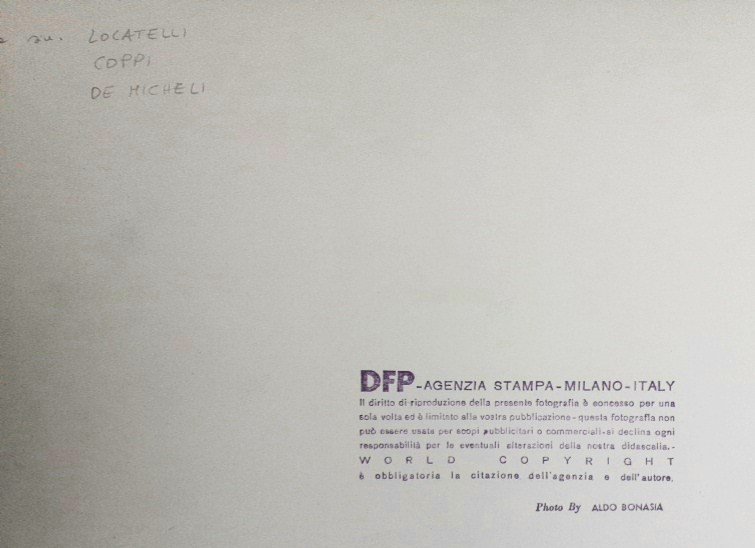 su. LOCATELLI
COPPI
DE MICHELI
DFP-AGENZIA STAMPA-MILANO-ITALY
Il diritto di riproduzione della presente fotografia è concesso per una
sola volta ed è limitato alla vostra pubblicazione - questa fotografia non
può essere usata per scopi pubblicitari o commerciali-si declina ogni
responsabilità per le eventuali alterazioni della nostra didascalia.-
WORLD COPYRIGHT
è obbligatoria la citazione dell'agenzia e dell'autore.
Photo By ALDO BONASIA